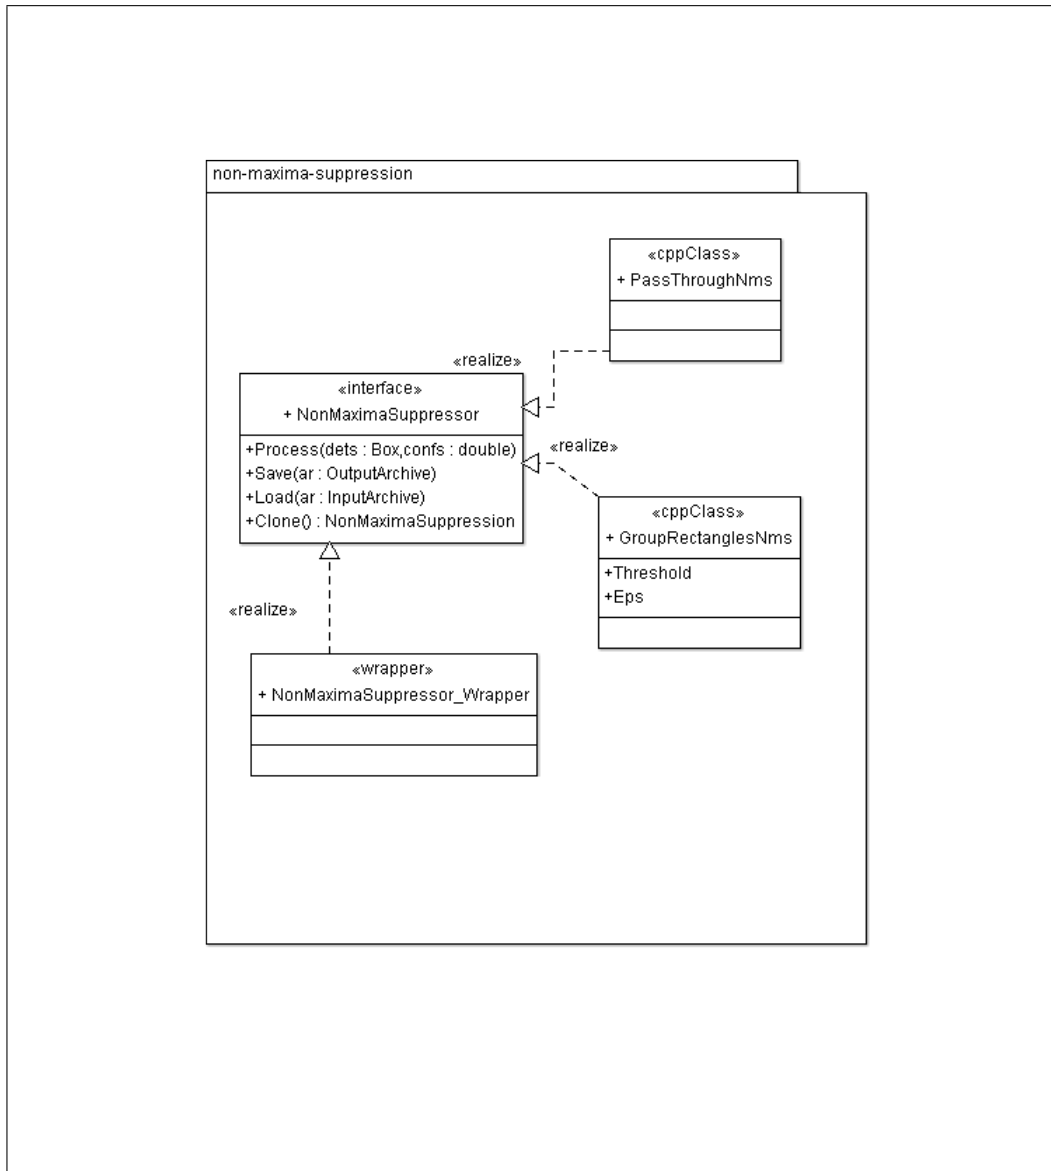 non-maxima-suppression
«cppClass»
+ PassThroughNms
«realize»
«interface»
+ NonMaximaSuppressor
+Process(dets : Box,confs : double)
+Save(ar : OutputArchive)
+Load(ar : InputArchive)
+Clone() : NonMaximaSuppression
«realize»
«cppClass»
+ GroupRectanglesNms
+Threshold
+Eps
«realize»
«wrapper»
+ NonMaximaSuppressor_Wrapper